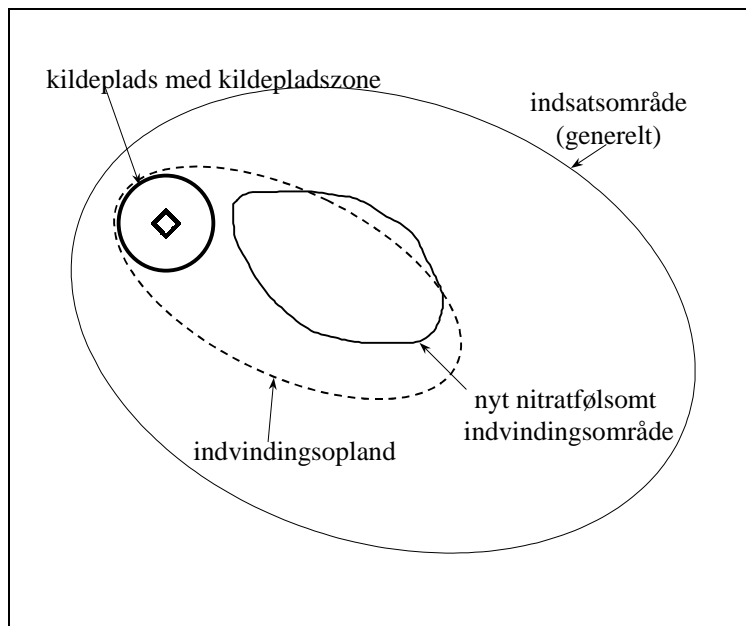 kildeplads med kildepladszone
indsatsområde
(generelt)
nyt nitratfølsomt
indvindingsområde
indvindingsopland